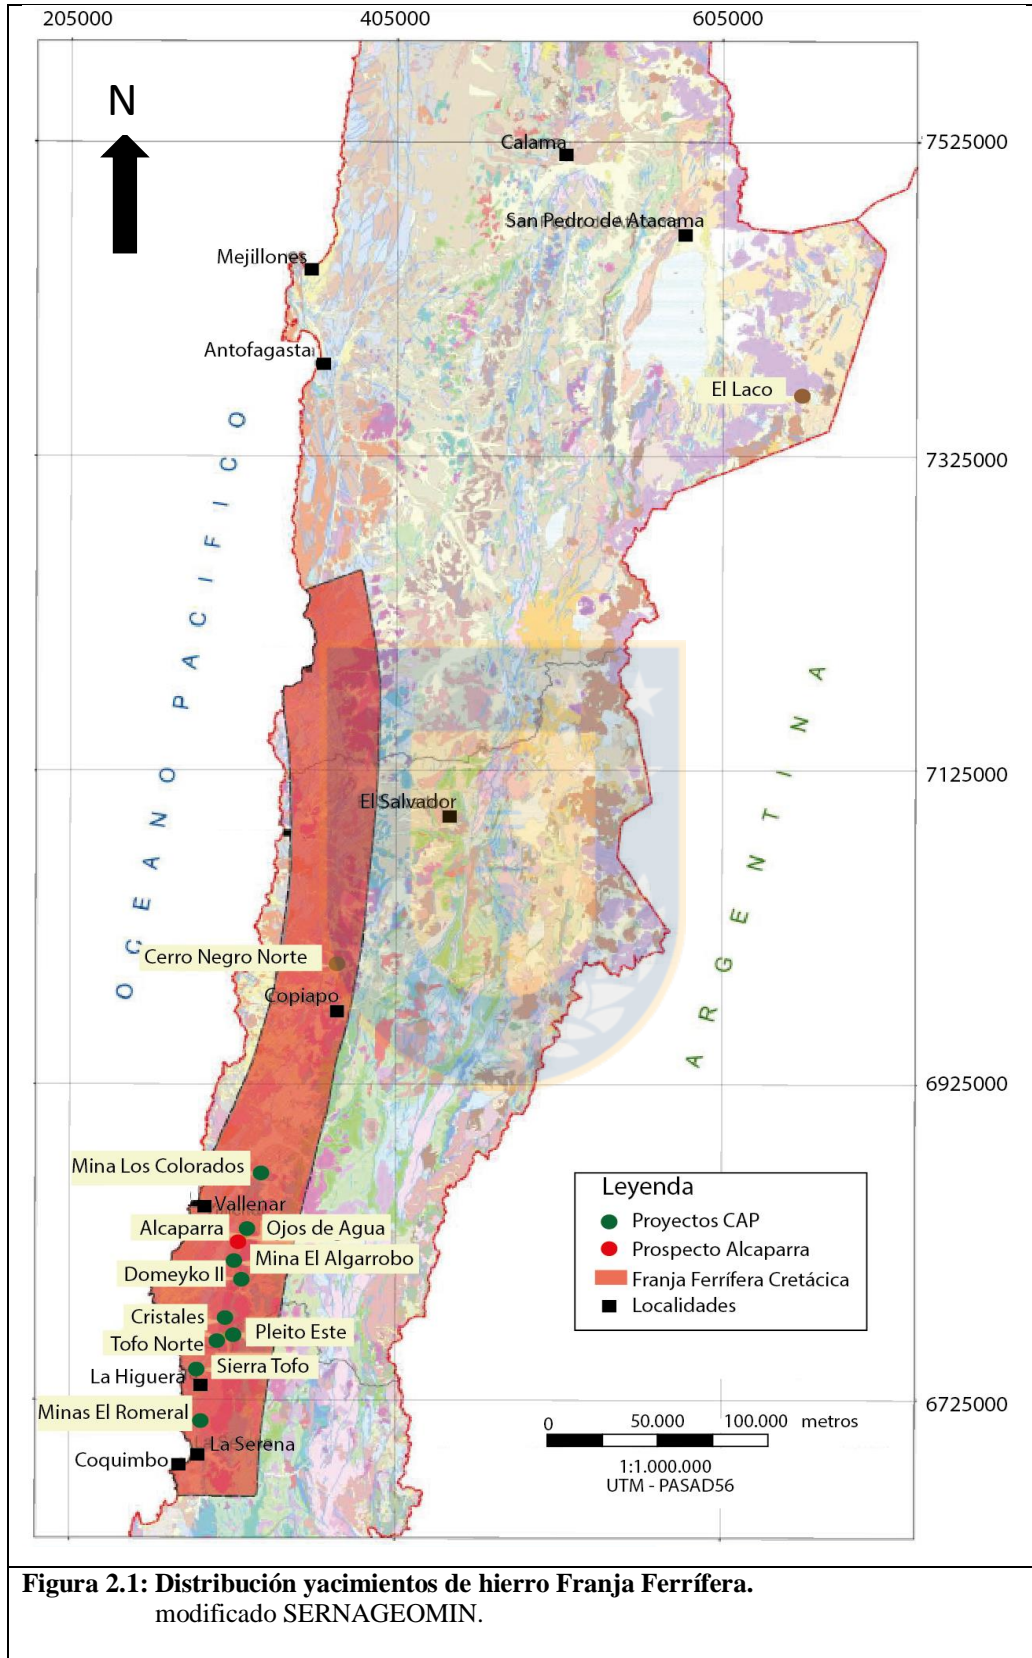 205000 405000 605000
N
7525000
Calama
San Pedro de Atacama
Mejillones
Antofagasta
El Laco
7325000
OCEANO PACIFICO
ARGENTINA
7125000
El Salvador
Cerro Negro Norte
Copiapo
6925000
Mina Los Colorados
Vallenar
Alcaparra
Ojos de Agua
Mina El Algarrobo
Domeyko II
Cristales
Pleito Este
Tofo Norte
Sierra Tofo
La Higuera
Minas El Romeral
La Serena
Coquimbo
Leyenda
Proyectos CAP
Prospecto Alcaparra
Franja Ferrífera Cretácica
Localidades
6725000
0 50.000 100.000 metros
1:1.000.000
UTM - PASAD56
Figura 2.1: Distribución yacimientos de hierro Franja Ferrífera.
modificado SERNAGEOMIN.